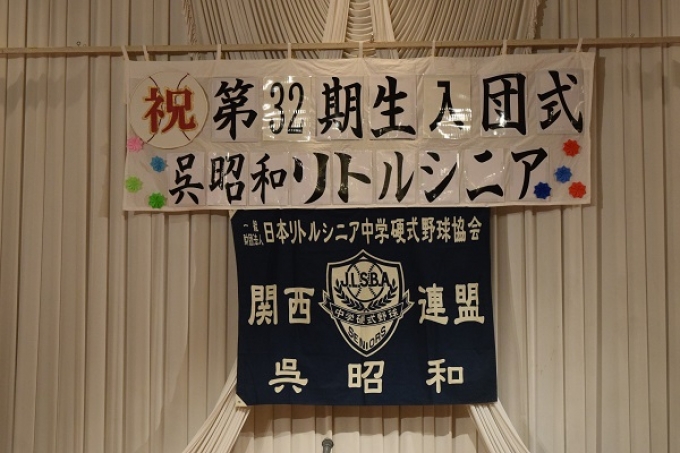 祝 第32期生入団式
呉昭和リトルシニア
一般財団法人 日本リトルシニア中学硬式野球協会
J.L.S.B.A
関西 連盟
中学硬式野球
SENIORS
呉昭和